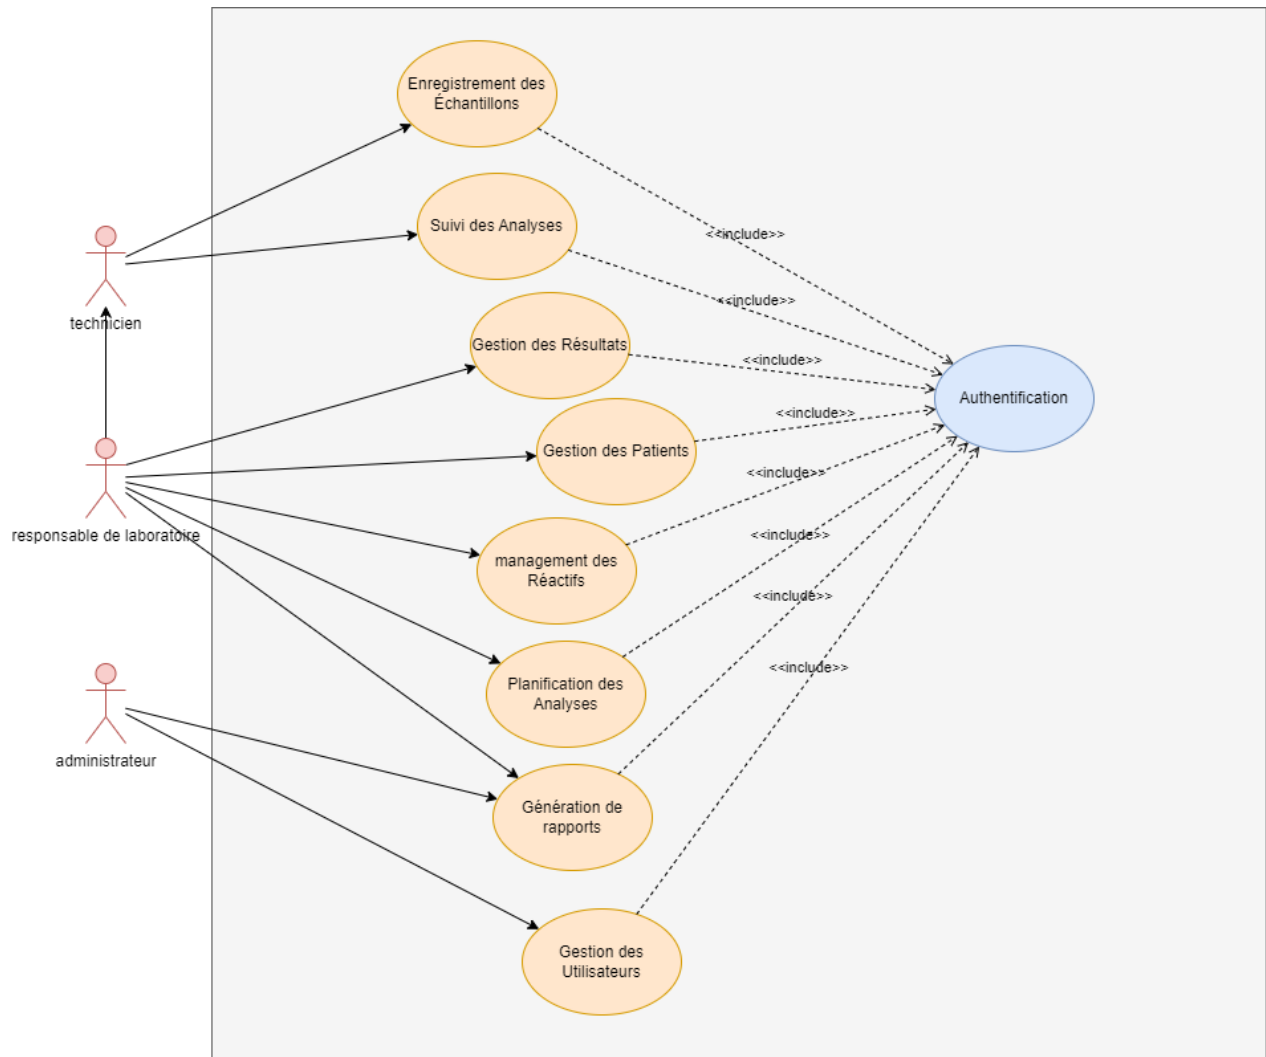 Enregistrement des
Échantillons
Suivi des Analyses
<<include>>
technicien
<<include>>
Gestion des Résultats
<<include>>
Authentification
<<include>>
Gestion des Patients
<<include>>
responsable de laboratoire
<<include>>
management des
Réactifs
<<include>>
Planification des
Analyses
<<include>>
administrateur
Génération de
rapports
Gestion des
Utilisateurs